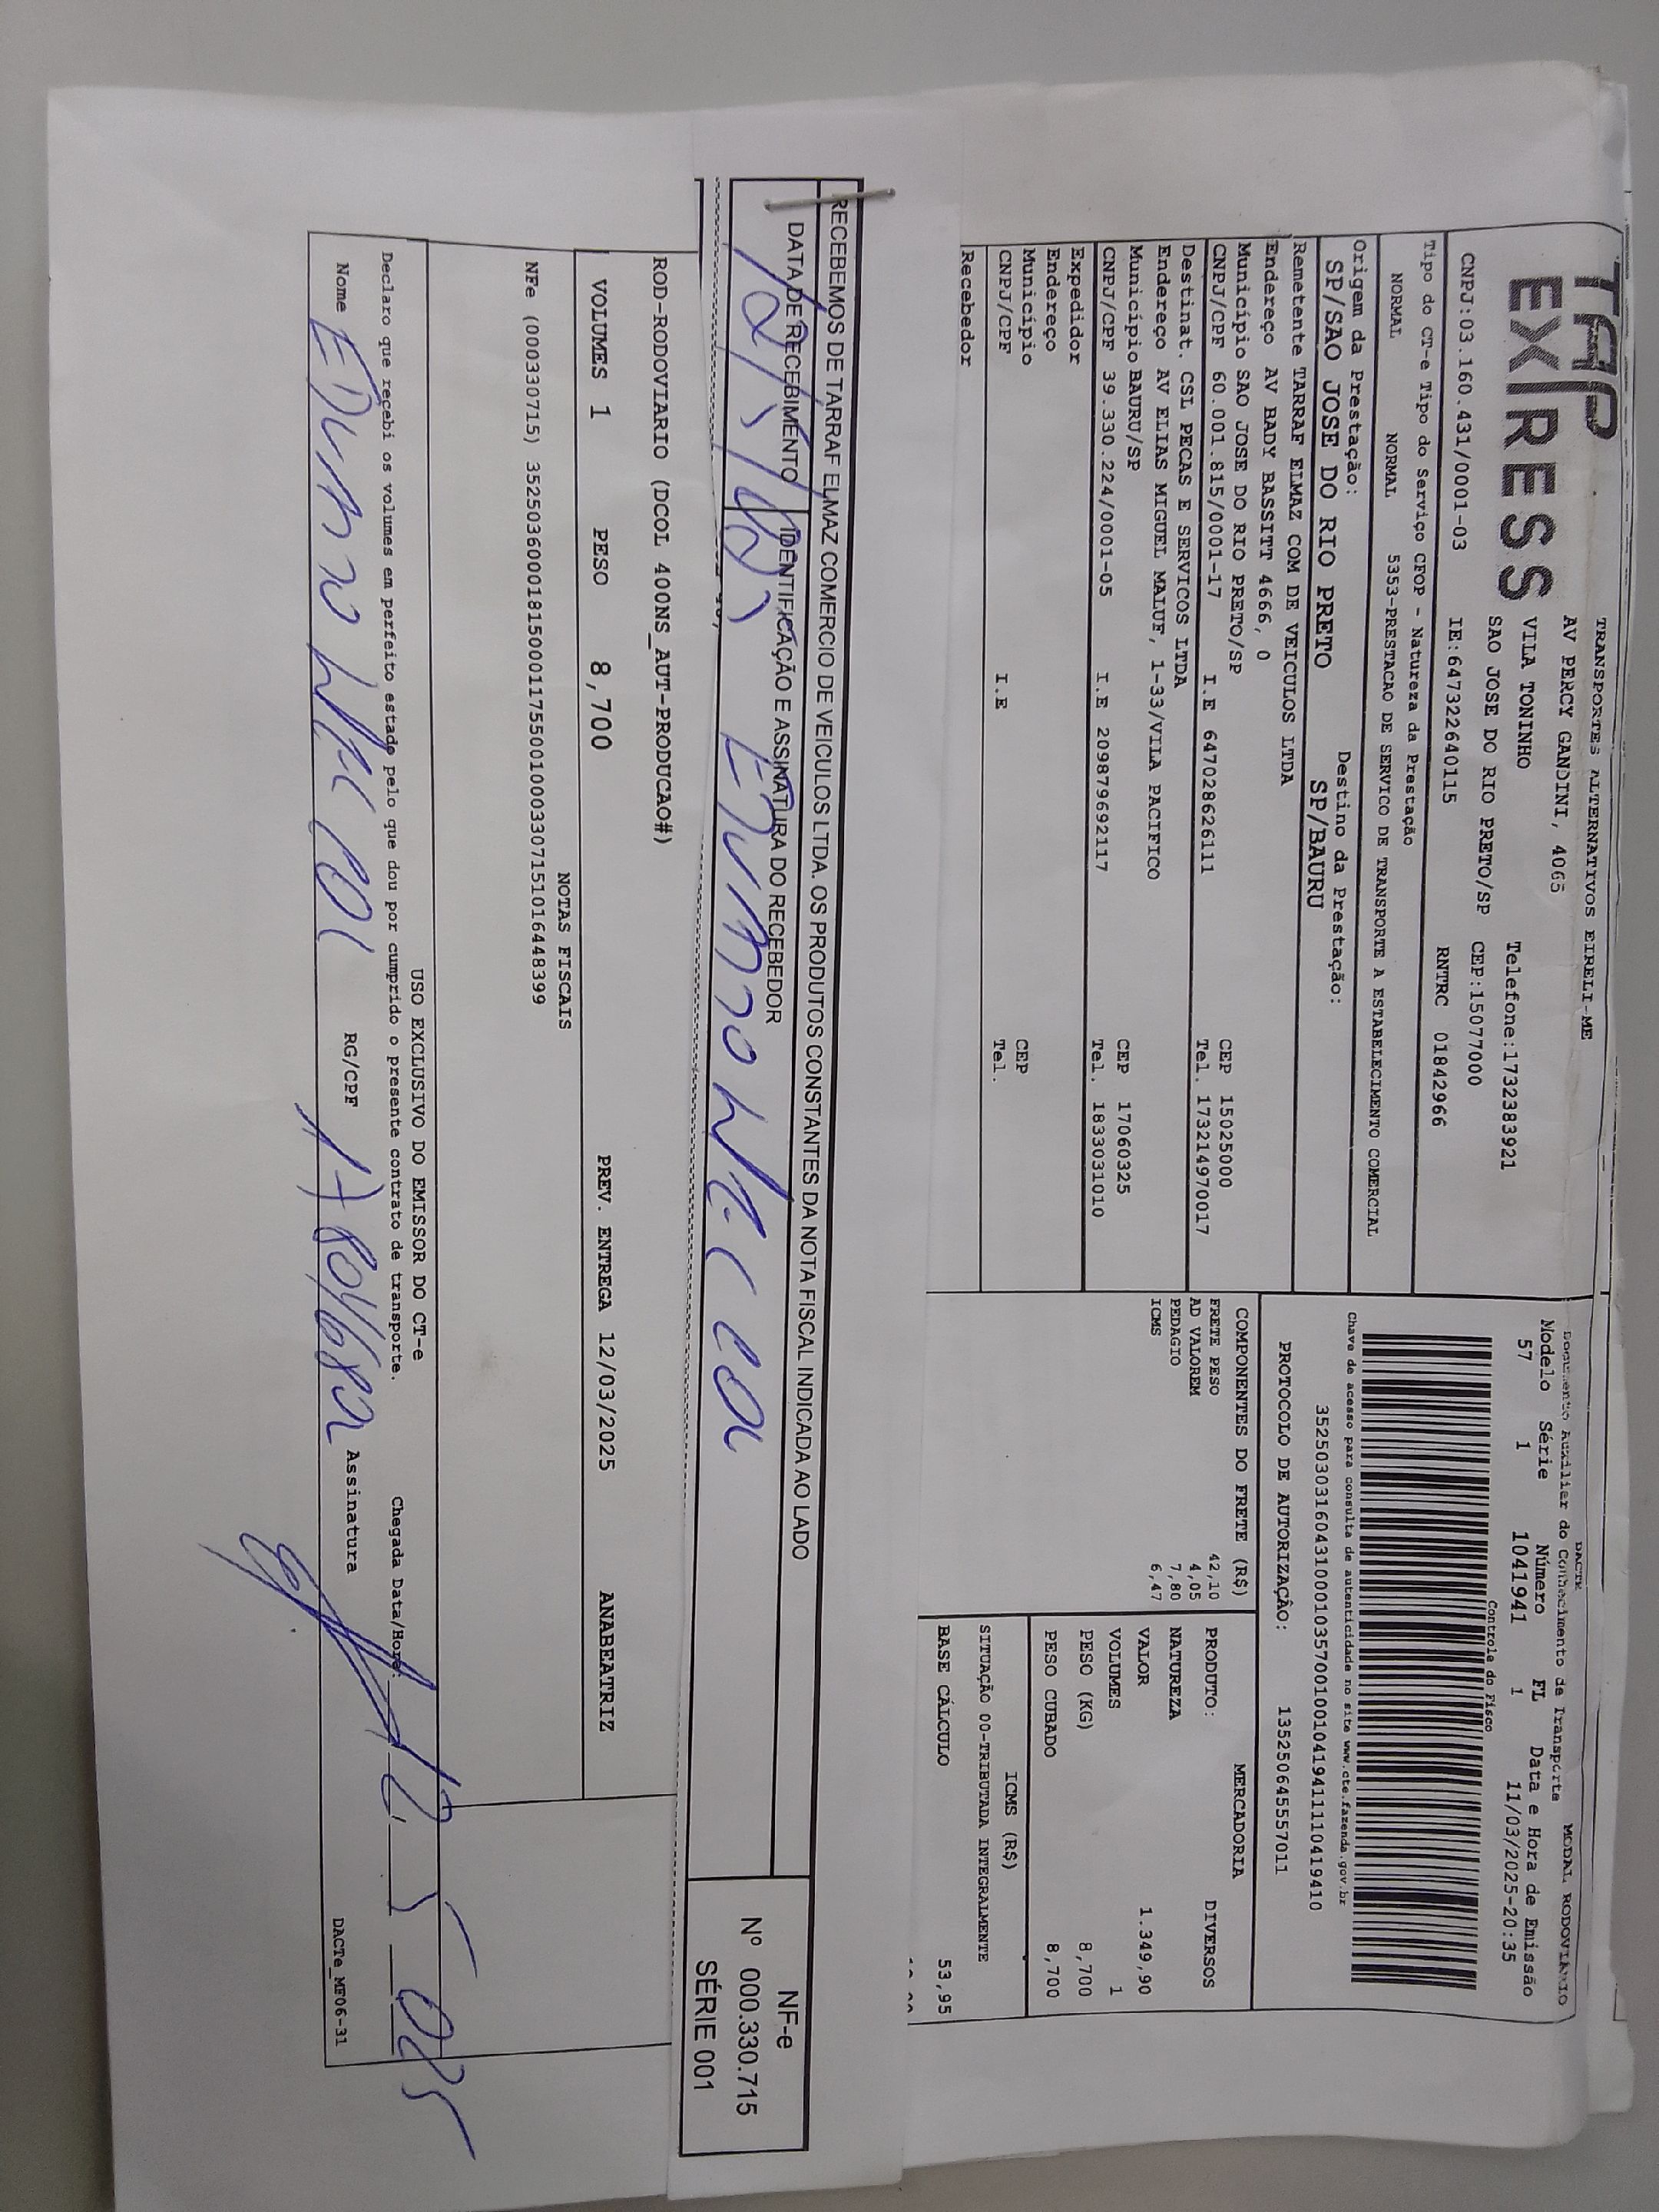 TAP
EXPRESS
TRANSPORTES ALTERNATIVOS EIRELI-ME
AV PERCY GANDINI, 4065
VILA TONINHO
Telefone:1732383921
SAO JOSE DO RIO PRETO/SP
CEP:15077000
CNPJ:03.160.431/0001-03
IE:647322640115
RNTRC 01842966
Tipo do CT-e Tipo do Serviço CFOP - Natureza da Prestação
NORMAL NORMAL 5353-PRESTACAO DE SERVICO DE TRANSPORTE A ESTABELECIMENTO COMERCIAL
Origem da Prestação: Destino da Prestação:
SP/SAO JOSE DO RIO PRETO SP/BAURU
Remetente TARRAF ELMAZ COM DE VEICULOS LTDA
Endereço AV BADY BASSITT 4666, 0
Município SAO JOSE DO RIO PRETO/SP CEP 15025000
CNPJ/CPF 60.001.815/0001-17 I.E 647028626111 Tel. 173214970017
Destinat. CSL PECAS E SERVICOS LTDA
Endereço AV ELIAS MIGUEL MALUF, 1-33/VILA PACIFICO
Município BAURU/SP CEP 17060325
CNPJ/CPF 39.330.224/0001-05 I.E 209879692117 Tel. 1833031010
Expedidor
Endereço
Município CEP
CNPJ/CPF I.E Tel.
Recebedor
DACTE MODAL RODOVIARIO
Documento Auxiliar do Conhecimento de Transporte
Modelo Série Número FL Data e Hora de Emissão
57 1 1041941 1 11/03/2025-20:35
Controle do Fisco
Chave de acesso para consulta de autenticidade no site www.cte.fazenda.gov.br
35250303160431000103570010010419411110419410
PROTOCOLO DE AUTORIZAÇÃO: 135250645557011
COMPONENTES DO FRETE (R$)
FRETE PESO 42,10
AD VALOREM 4,05
PEDAGIO 7,80
ICMS 6,47
MERCADORIA
PRODUTO: DIVERSOS
NATUREZA
VALOR 1.349,90
VOLUMES 1
PESO (KG) 8,700
PESO CUBADO 8,700
ICMS (R$)
SITUAÇÃO 00-TRIBUTADA INTEGRALMENTE
BASE CÁLCULO 53,95
RECEBEMOS DE TARRAF ELMAZ COMERCIO DE VEICULOS LTDA. OS PRODUTOS CONSTANTES DA NOTA FISCAL INDICADA AO LADO
DATA DE RECEBIMENTO IDENTIFICAÇÃO E ASSINATURA DO RECEBEDOR
NF-e
Nº 000.330.715
SÉRIE 001
ROD-RODOVIARIO (DCOL 400NS_AUT-PRODUCAO#)
VOLUMES 1 PESO 8,700 PREV. ENTREGA 12/03/2025 ANABEATRIZ
NOTAS FISCAIS
NFe (000330715) 35250360001815000117550010003307151016448399
USO EXCLUSIVO DO EMISSOR DO CT-e
Declaro que recebi os volumes em perfeito estado pelo que dou por cumprido o presente contrato de transporte. Chegada Data/Hora:
Nome RG/CPF Assinatura
DACTe_MF06-31